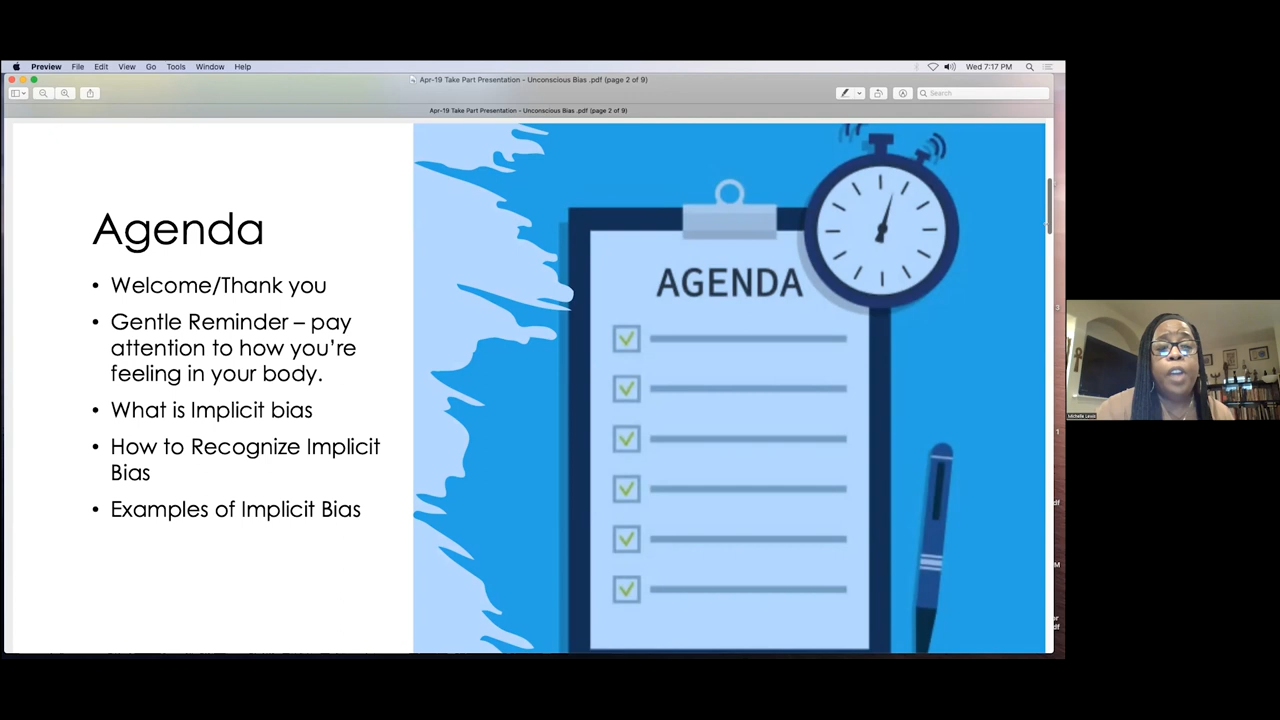 Preview File Edit View Go Tools Window Help Wed 7:17 PM
Apr-19 Take Part Presentation - Unconscious Bias .pdf (page 2 of 9)
Search
Apr-19 Take Part Presentation - Unconscious Bias .pdf (page 2 of 9)
Agenda
• Welcome/Thank you
• Gentle Reminder – pay
attention to how you're
feeling in your body.
• What is Implicit bias
• How to Recognize Implicit
Bias
• Examples of Implicit Bias
AGENDA
Michelle Lewis